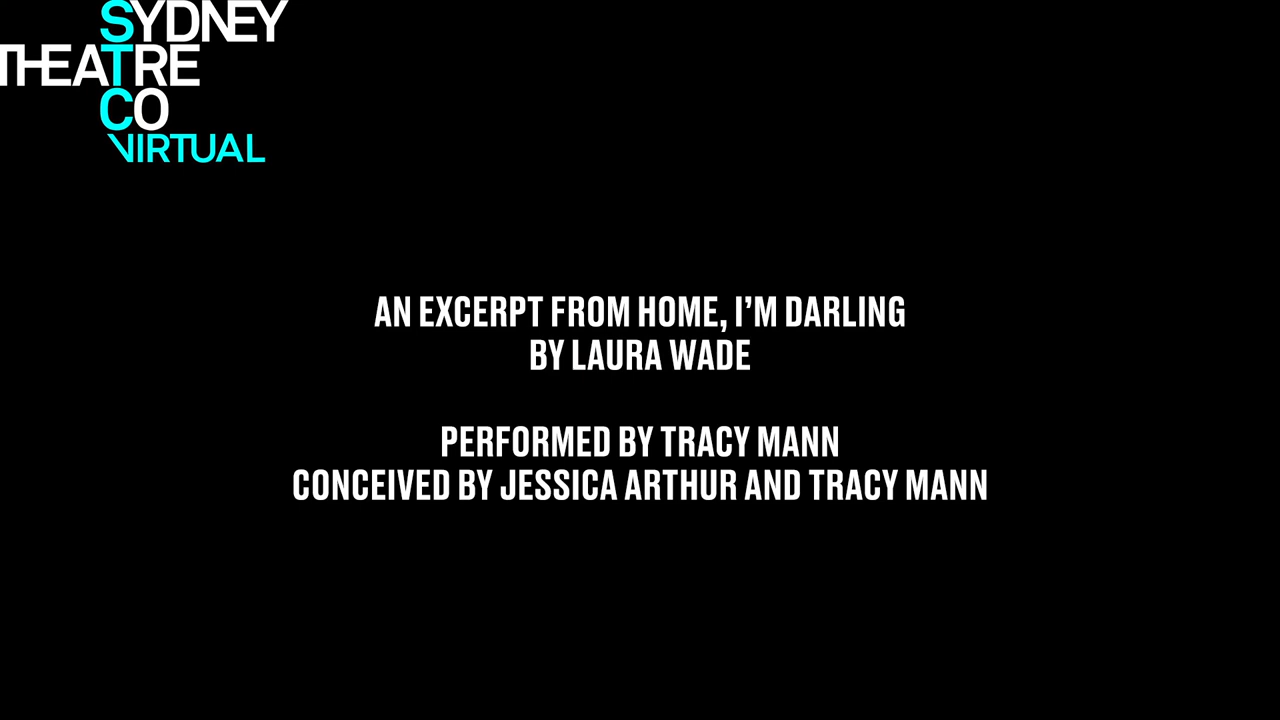 SYDNEY
THEATRE
CO
VIRTUAL
AN EXCERPT FROM HOME, I’M DARLING
BY LAURA WADE
PERFORMED BY TRACY MANN
CONCEIVED BY JESSICA ARTHUR AND TRACY MANN